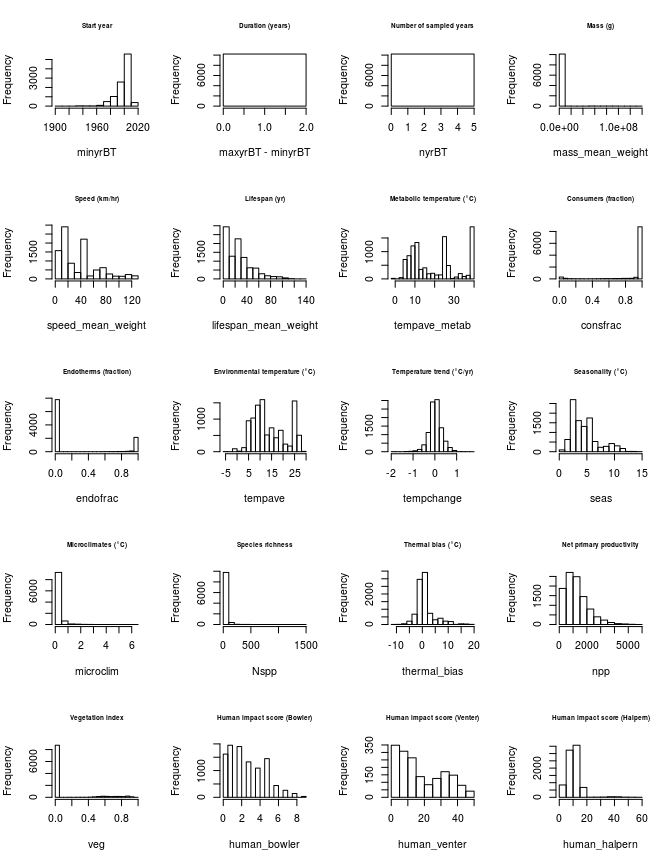 Start year
Frequency
0 3000
1900 1960 2020
minyrBT
Duration (years)
Frequency
0 6000
0.0 1.0 2.0
maxyrBT - minyrBT
Number of sampled years
Frequency
0 6000
0 1 2 3 4 5
nyrBT
Mass (g)
Frequency
0 6000
0.0e+00 1.0e+08
mass_mean_weight
Speed (km/hr)
Frequency
0 1500
0 40 80 120
speed_mean_weight
Lifespan (yr)
Frequency
0 1500
0 20 40 60 100 140
lifespan_mean_weight
Metabolic temperature (°C)
Frequency
0 1000
0 10 30
tempave_metab
Consumers (fraction)
Frequency
0 6000
0.0 0.4 0.8
consfrac
Endotherms (fraction)
Frequency
0 4000
0.0 0.4 0.8
endofrac
Environmental temperature (°C)
Frequency
0 1000
-5 5 15 25
tempave
Temperature trend (°C/yr)
Frequency
0 1500
-2 -1 0 1
tempchange
Seasonality (°C)
Frequency
0 1000 2000
0 5 10 15
seas
Microclimates (°C)
Frequency
0 6000
0 2 4 6
microclim
Species richness
Frequency
0 6000
0 500 1500
Nspp
Thermal bias (°C)
Frequency
0 2000
-10 0 10 20
thermal_bias
Net primary productivity
Frequency
0 1500
0 2000 5000
npp
Vegetation index
Frequency
0 6000
0.0 0.4 0.8
veg
Human impact score (Bowler)
Frequency
0 1000
0 2 4 6 8
human_bowler
Human impact score (Venter)
Frequency
0 150 350
0 20 40
human_venter
Human impact score (Halpern)
Frequency
0 2000
0 20 40 60
human_halpern